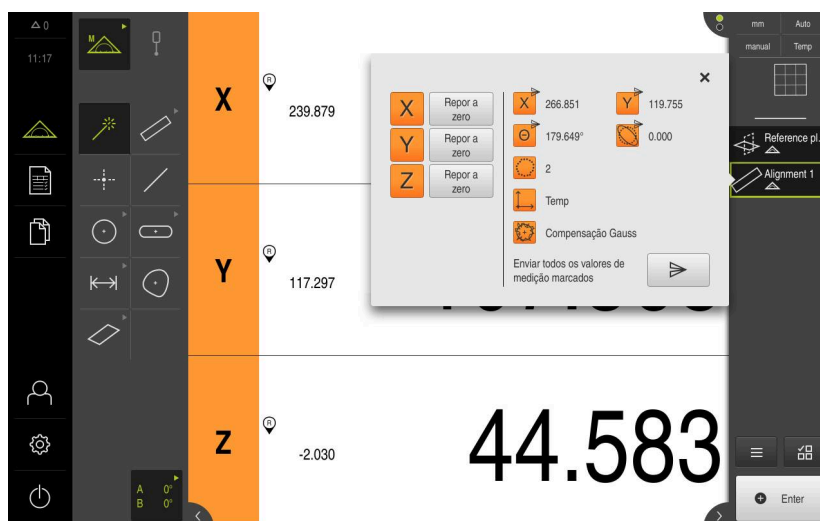 0
11:17
M
A 0°
B 0°
X
R
239.879
Y
R
117.297
Z
R
-2.030
44.583
X
Repor a
zero
Y
Repor a
zero
Z
Repor a
zero
X
266.851
Y
119.755
Θ
179.649°
0.000
2
Temp
Compensação Gauss
Enviar todos os valores de
medição marcados
mm
Auto
manual
Temp
Reference pl.
Alignment 1
Enter